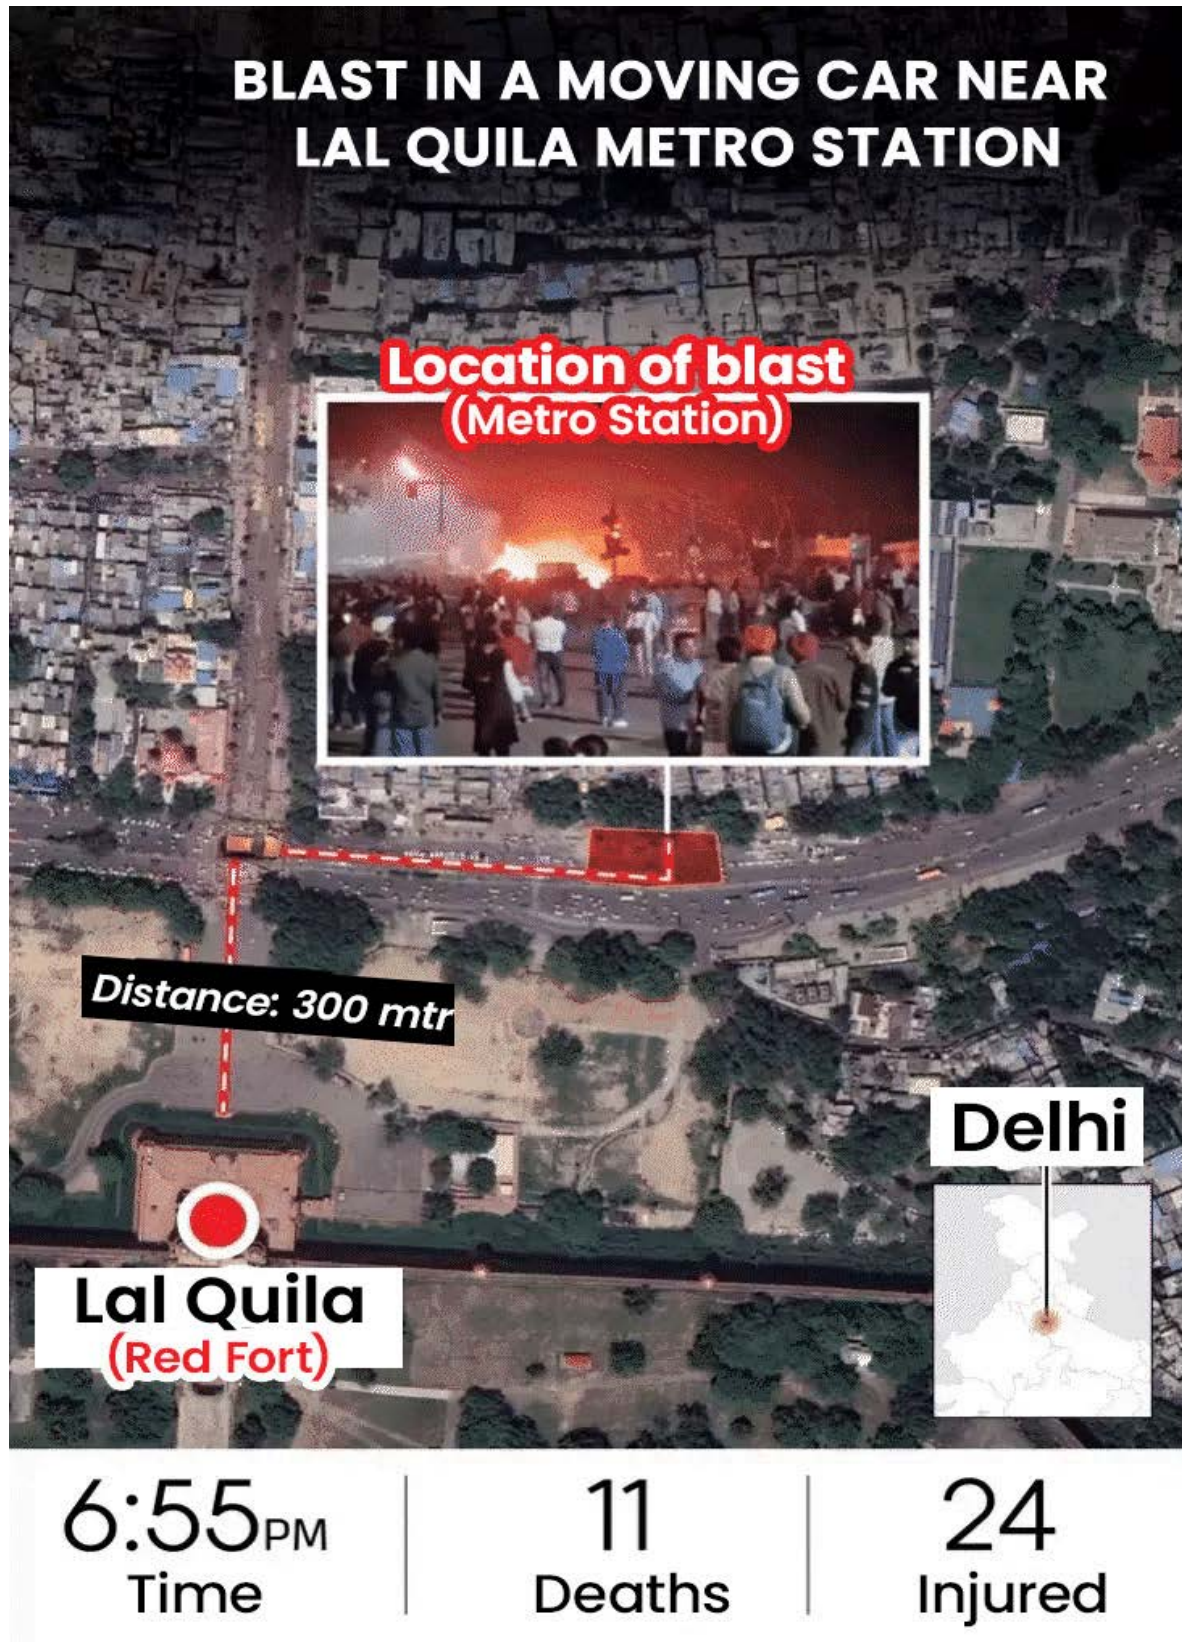 BLAST IN A MOVING CAR NEAR
LAL QUILA METRO STATION
Location of blast
(Metro Station)
Distance: 300 mtr
Delhi
Lal Quila
(Red Fort)
6:55PM
Time
11
Deaths
24
Injured